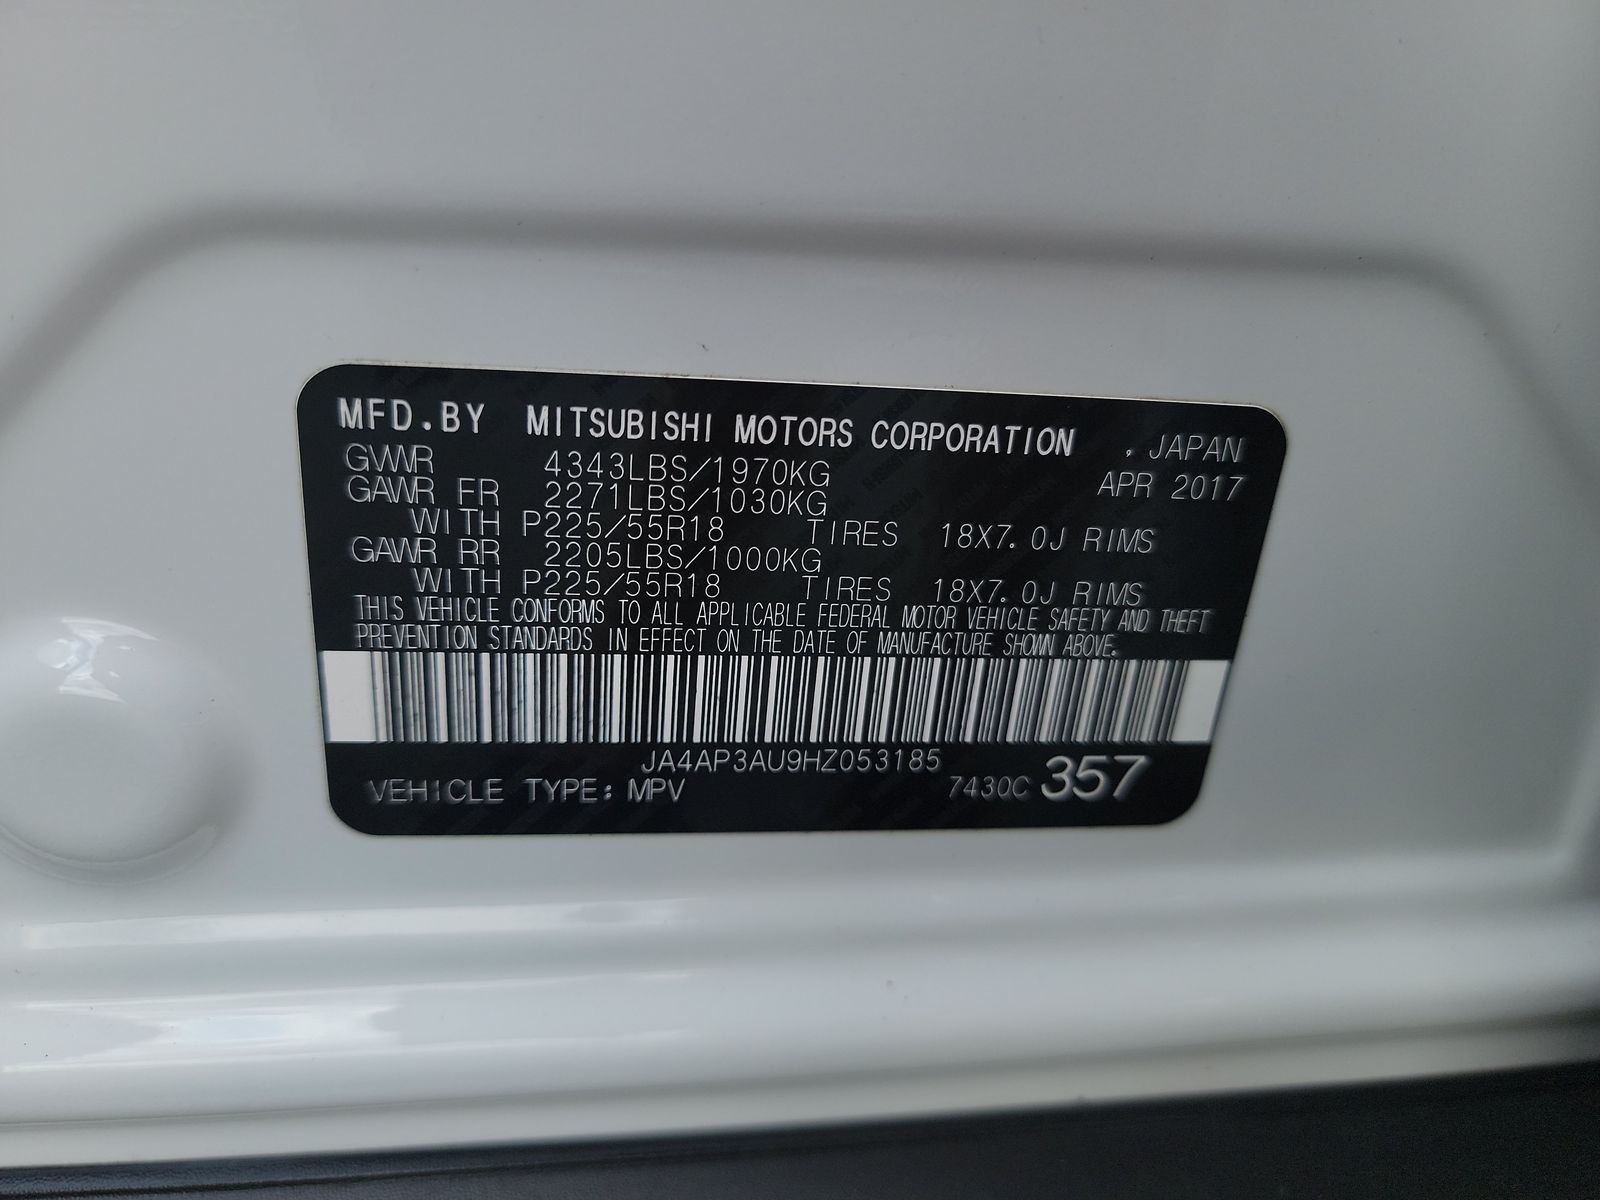 MFD.BY MITSUBISHI MOTORS CORPORATION , JAPAN
GVWR 4343LBS/1970KG APR 2017
GAWR FR 2271LBS/1030KG
WITH P225/55R18 TIRES 18X7.0J RIMS
GAWR RR 2205LBS/1000KG
WITH P225/55R18 TIRES 18X7.0J RIMS
THIS VEHICLE CONFORMS TO ALL APPLICABLE FEDERAL MOTOR VEHICLE SAFETY AND THEFT
PREVENTION STANDARDS IN EFFECT ON THE DATE OF MANUFACTURE SHOWN ABOVE.
JA4AP3AU9HZ053185
VEHICLE TYPE: MPV 7430C 357